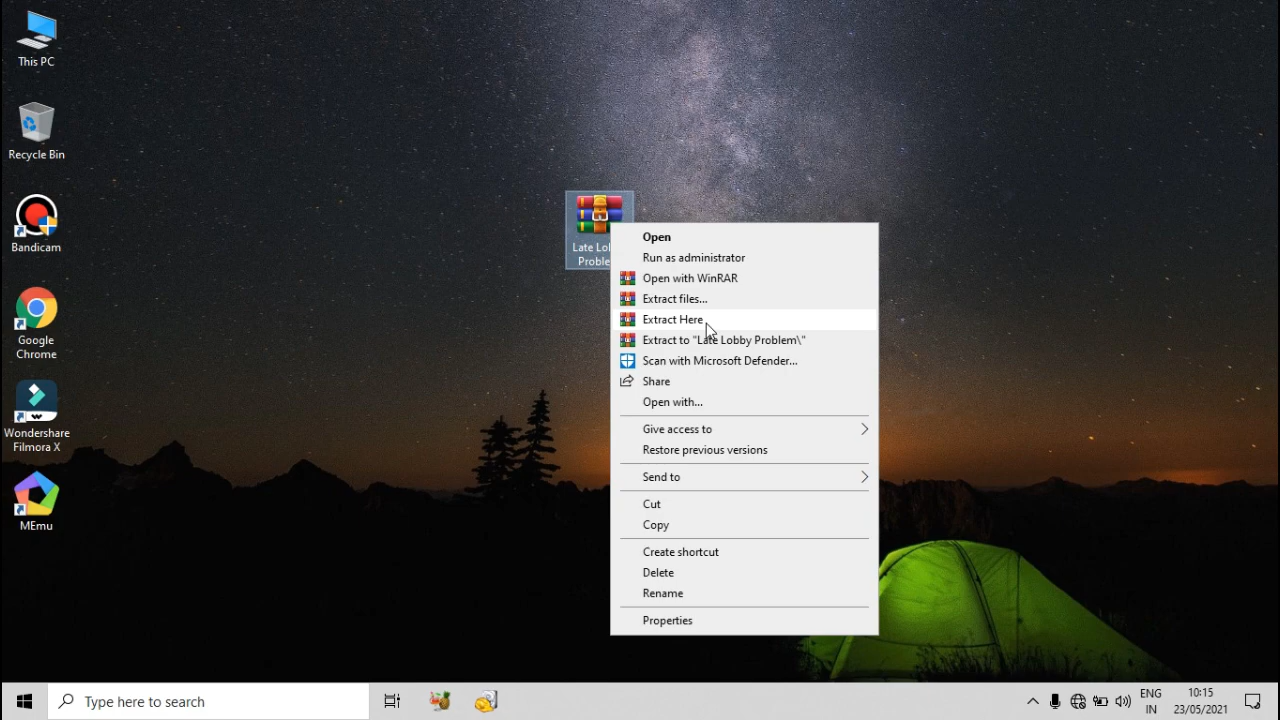 This PC
Recycle Bin
Bandicam
Google
Chrome
Wondershare
Filmora X
MEmu
Late
Open
Run as administrator
Open with WinRAR
Extract files...
Extract Here
Extract to "Late Lobby Problem\"
Scan with Microsoft Defender...
Share
Open with...
Give access to
Restore previous versions
Send to
Cut
Copy
Create shortcut
Delete
Rename
Properties
Type here to search
ENG
IN
10:15
23/05/2021